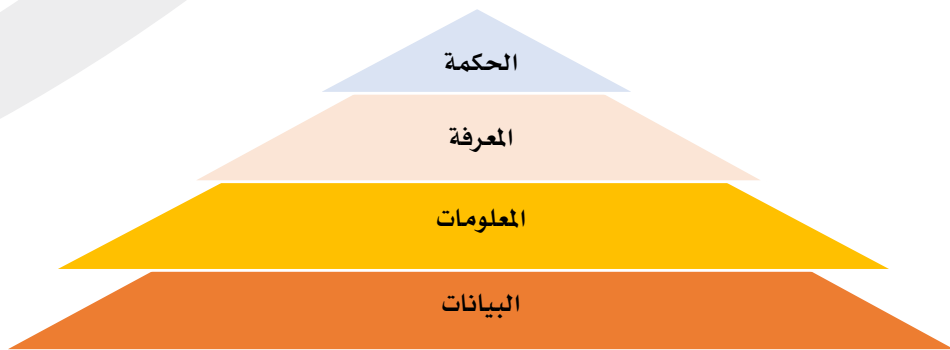 الحكمة
المعرفة
المعلومات
البيانات